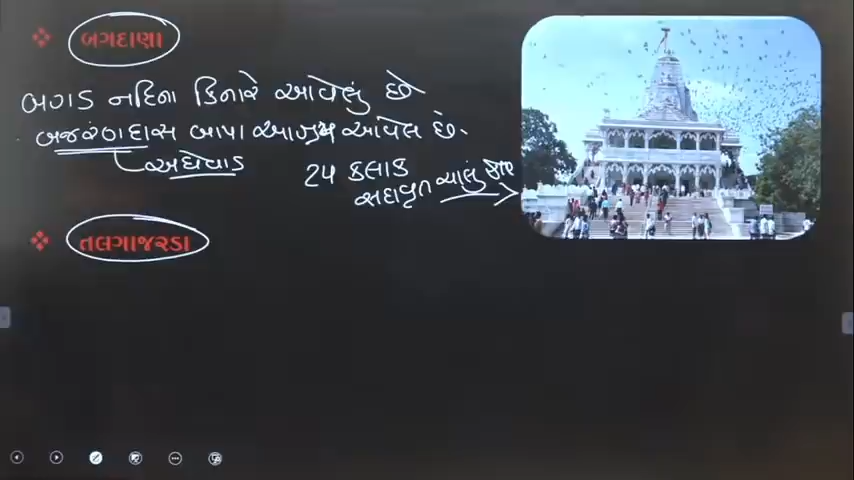 બગદાણા
બગડ નદિના કિનારે આવેલું છે
બજરંગદાસ બાપા આશ્રમ આવેલ છે.
અધેવાડ
24 કલાક
સદાવ્રત ચાલું
તલગાજરડા